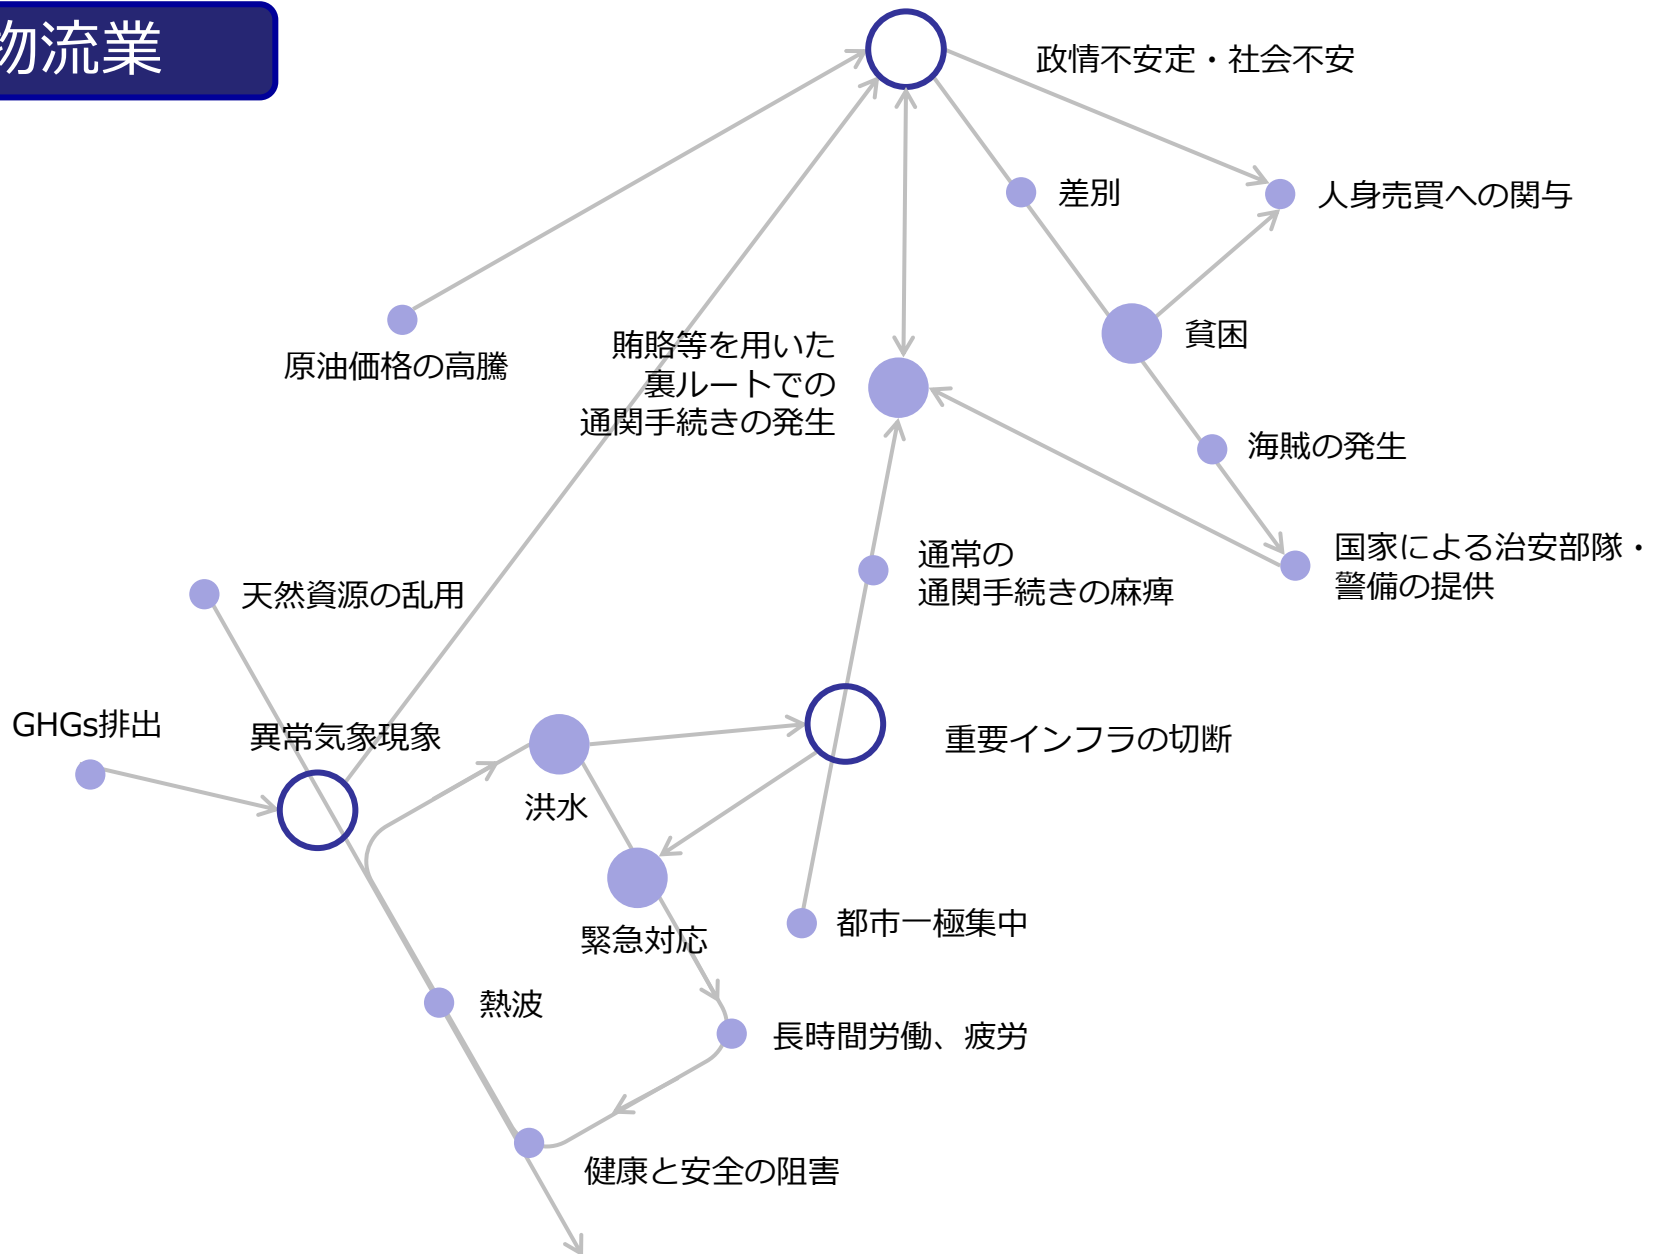 物流業
政情不安定・社会不安
差別
人身売買への関与
貧困
原油価格の高騰
賄賂等を用いた
裏ルートでの
通関手続きの発生
海賊の発生
国家による治安部隊・
警備の提供
通常の
通関手続きの麻痺
天然資源の乱用
GHGs排出
異常気象現象
重要インフラの切断
洪水
緊急対応
都市一極集中
熱波
長時間労働、疲労
健康と安全の阻害